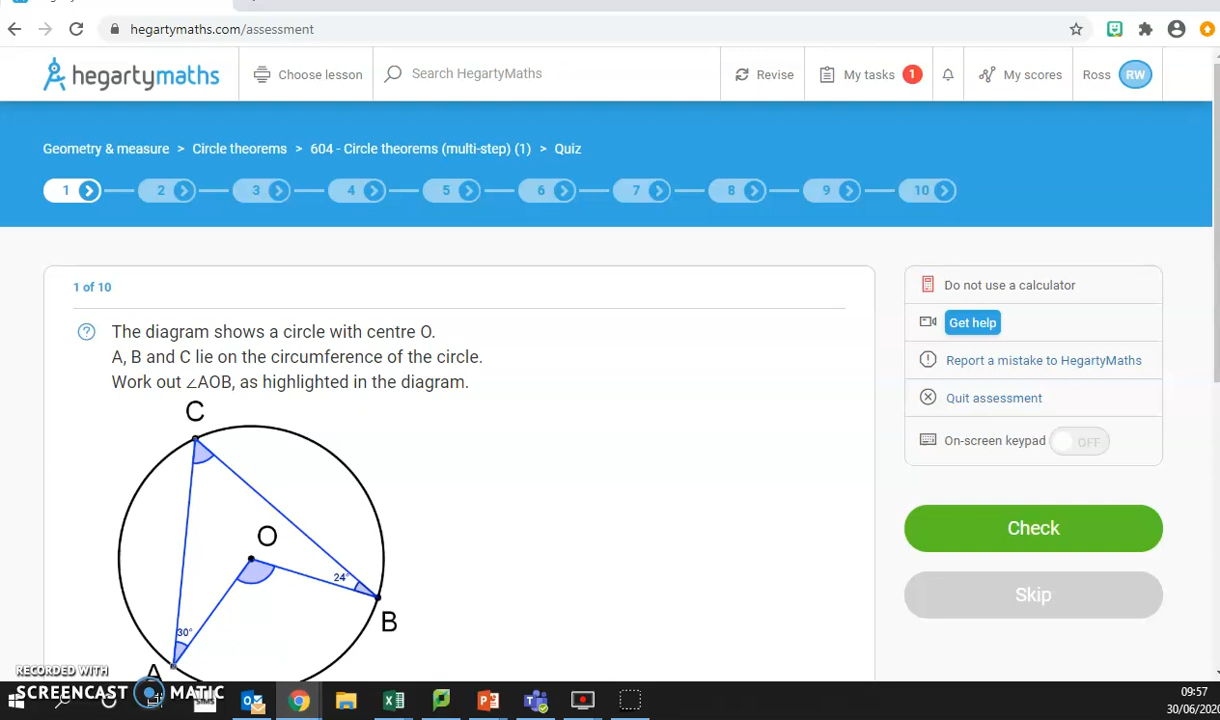 hegartymaths.com/assessment
hegartymaths
Choose lesson
Search HegartyMaths
Revise
My tasks 1
My scores
Ross RW
Geometry & measure > Circle theorems > 604 - Circle theorems (multi-step) (1) > Quiz
1 2 3 4 5 6 7 8 9 10
1 of 10
Do not use a calculator
? The diagram shows a circle with centre O.
Get help
A, B and C lie on the circumference of the circle.
Report a mistake to HegartyMaths
Work out ∠AOB, as highlighted in the diagram.
Quit assessment
C
On-screen keypad OFF
Check
O
24°
Skip
B
30°
A
RECORDED WITH
SCREENCAST MATIC
SIMS
09:57
30/06/2020